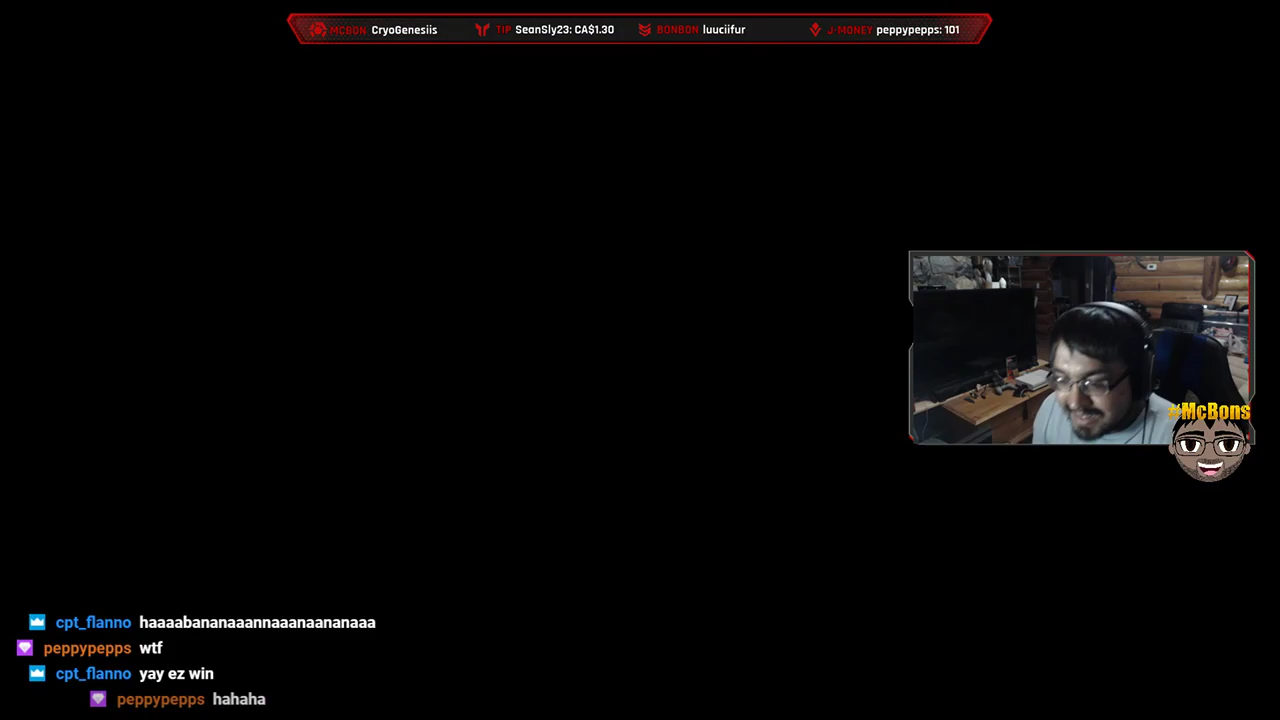 MCBON CryoGenesiis TIP SeanSly23: CA$1.30 BONBON luuciifur J-MONEY peppypepps: 101
#McBons
cpt_flanno haaaabananaaannaaanaananaaa
peppypepps wtf
cpt_flanno yay ez win
peppypepps hahaha